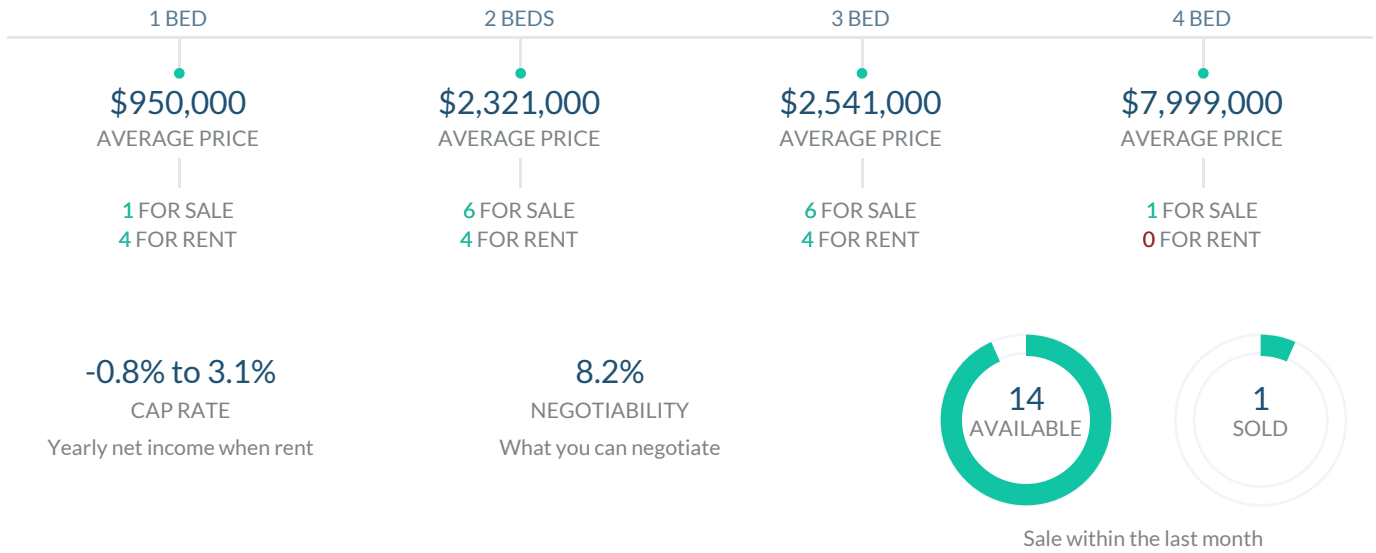 1 BED
$950,000
AVERAGE PRICE
1 FOR SALE
4 FOR RENT
2 BEDS
$2,321,000
AVERAGE PRICE
6 FOR SALE
4 FOR RENT
3 BED
$2,541,000
AVERAGE PRICE
6 FOR SALE
4 FOR RENT
4 BED
$7,999,000
AVERAGE PRICE
1 FOR SALE
0 FOR RENT
-0.8% to 3.1%
CAP RATE
Yearly net income when rent
8.2%
NEGOTIABILITY
What you can negotiate
14
AVAILABLE
1
SOLD
Sale within the last month